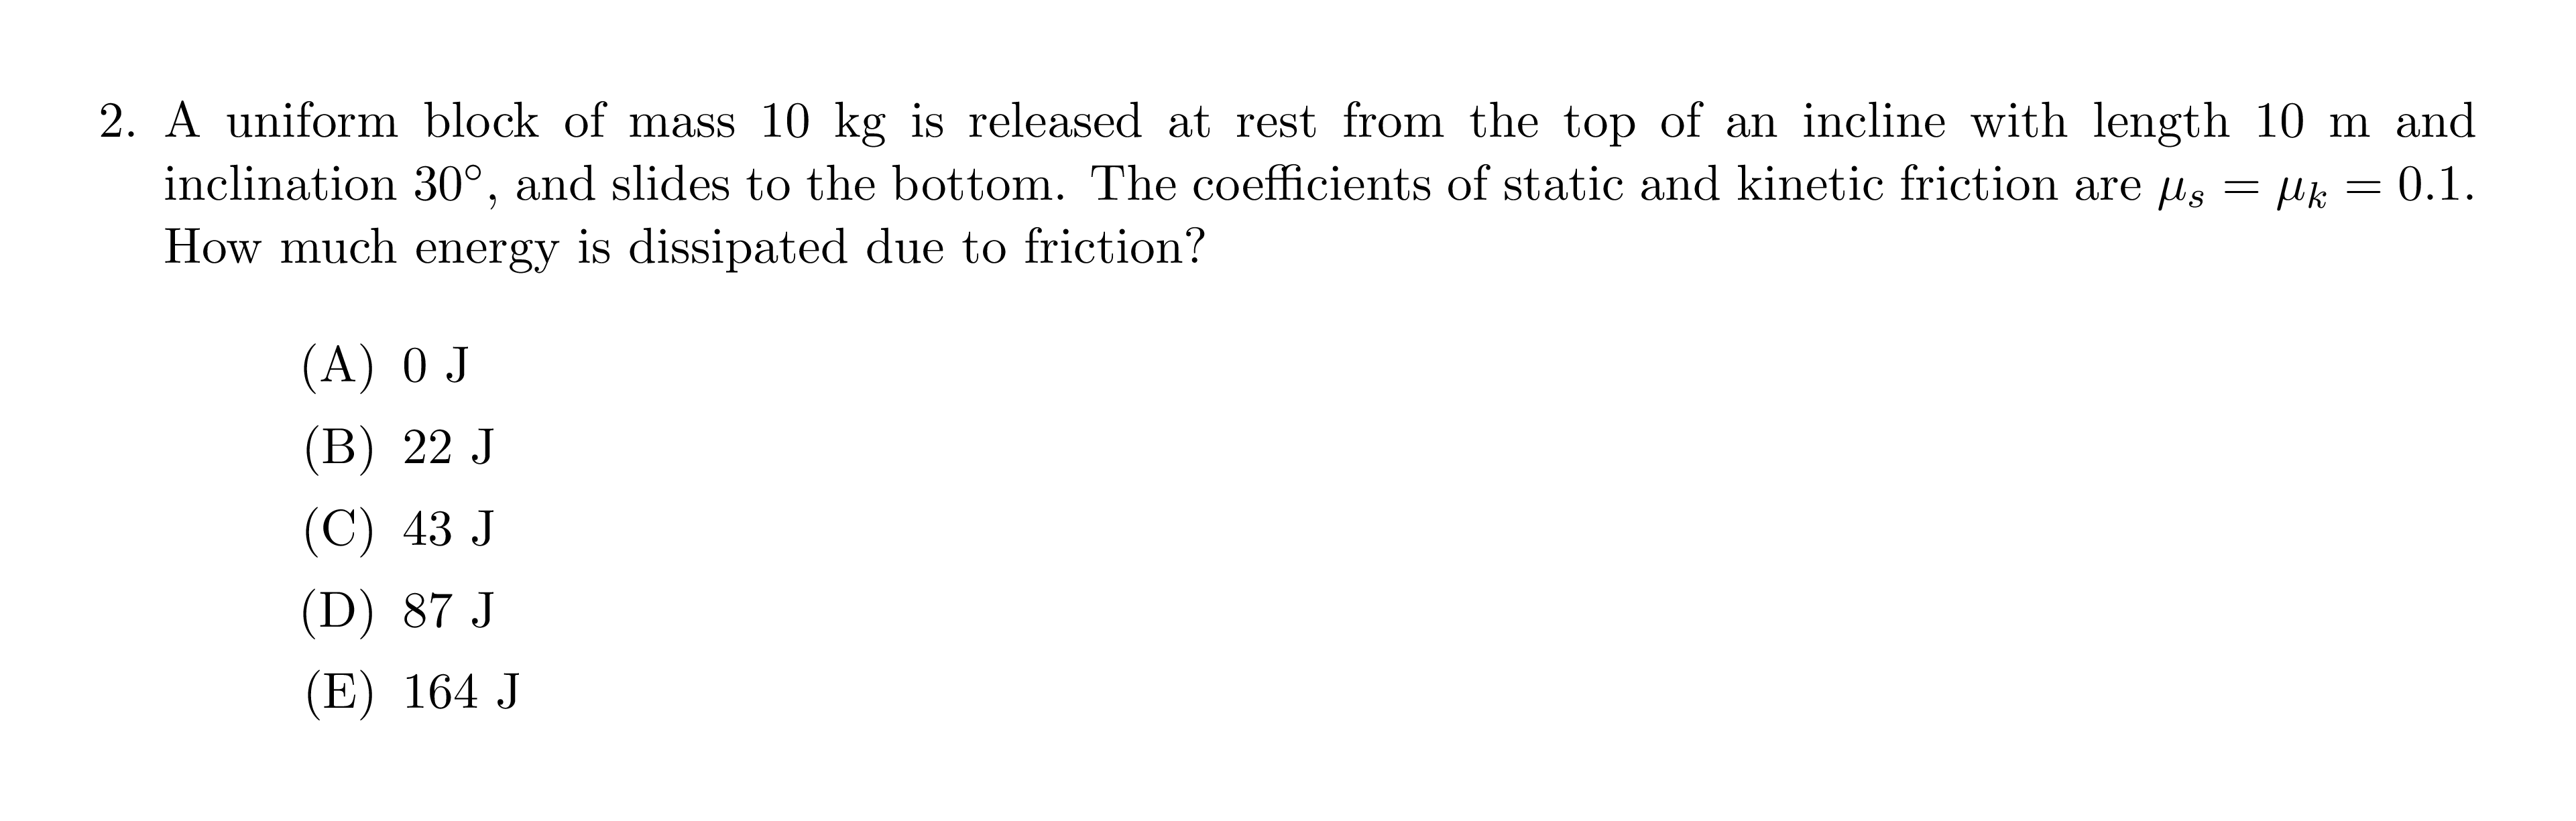 2. A uniform block of mass 10 kg is released at rest from the top of an incline with length 10 m and
inclination 30°, and slides to the bottom. The coefficients of static and kinetic friction are μₛ = μₖ = 0.1.
How much energy is dissipated due to friction?
(A) 0 J
(B) 22 J
(C) 43 J
(D) 87 J
(E) 164 J